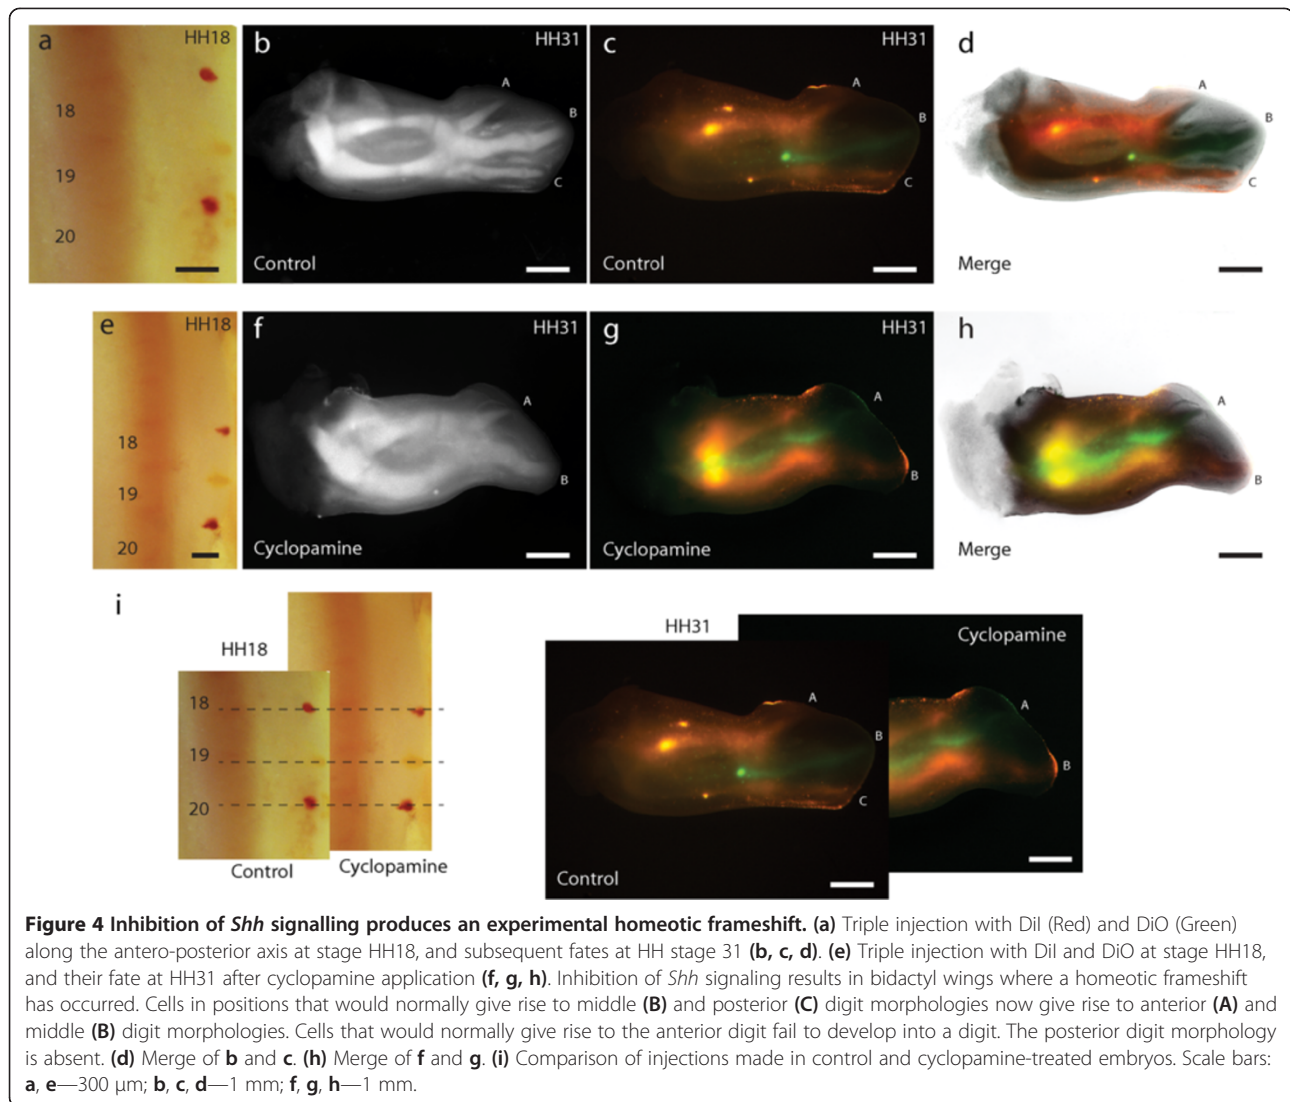 a HH18
18
19
20
b HH31
A
B
C
Control
c HH31
A
B
C
Control
d
A
B
C
Merge
e HH18
18
19
20
f HH31
A
B
Cyclopamine
g HH31
A
B
Cyclopamine
h
A
B
Merge
i
HH18
18
19
20
Control
Cyclopamine
HH31
Cyclopamine
A
B
C
A
B
Control
Figure 4 Inhibition of Shh signalling produces an experimental homeotic frameshift. (a) Triple injection with DiI (Red) and DiO (Green)
along the antero-posterior axis at stage HH18, and subsequent fates at HH stage 31 (b, c, d). (e) Triple injection with DiI and DiO at stage HH18,
and their fate at HH31 after cyclopamine application (f, g, h). Inhibition of Shh signaling results in bidactyl wings where a homeotic frameshift
has occurred. Cells in positions that would normally give rise to middle (B) and posterior (C) digit morphologies now give rise to anterior (A) and
middle (B) digit morphologies. Cells that would normally give rise to the anterior digit fail to develop into a digit. The posterior digit morphology
is absent. (d) Merge of b and c. (h) Merge of f and g. (i) Comparison of injections made in control and cyclopamine-treated embryos. Scale bars:
a, e—300 μm; b, c, d—1 mm; f, g, h—1 mm.